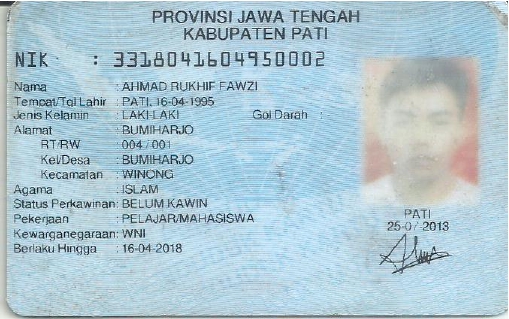 PROVINSI JAWA TENGAH
KABUPATEN PATI
NIK : 3318041604950002
Nama : AHMAD RUKHIF FAWZI
Tempat/Tgl Lahir : PATI, 16-04-1995
Jenis Kelamin : LAKI LAKI Gol Darah :
Alamat : BUMIHARJO
RT/RW : 004 / 001
Kel/Desa : BUMIHARJO
Kecamatan : WINONG
Agama : ISLAM
Status Perkawinan: BELUM KAWIN
Pekerjaan : PELAJAR/MAHASISWA
Kewarganegaraan: WNI
Berlaku Hingga : 16-04-2018
PATI